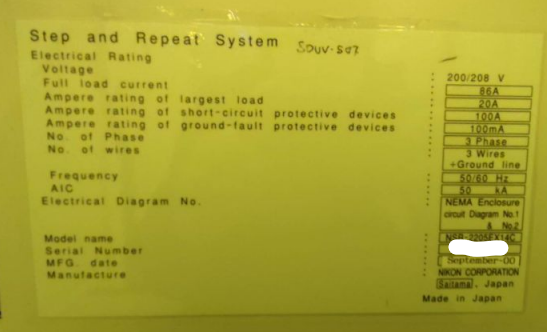 Step and Repeat System SDUV-S07
Electrical Rating
Voltage : 200/208 V
Full load current : 86A
Ampere rating of largest load : 20A
Ampere rating of short-circuit protective devices : 100A
Ampere rating of ground-fault protective devices : 100mA
No. of Phase : 3 Phase
No. of wires : 3 Wires
+Ground line
Frequency : 50/60 Hz
AIC : 50 kA
Electrical Diagram No. : NEMA Enclosure
circuit Diagram No.1
& No.2
Model name : NSR-2205EX14C
Serial Number :
MFG. date : September-00
Manufacture : NIKON CORPORATION
Saitama, Japan
Made in Japan